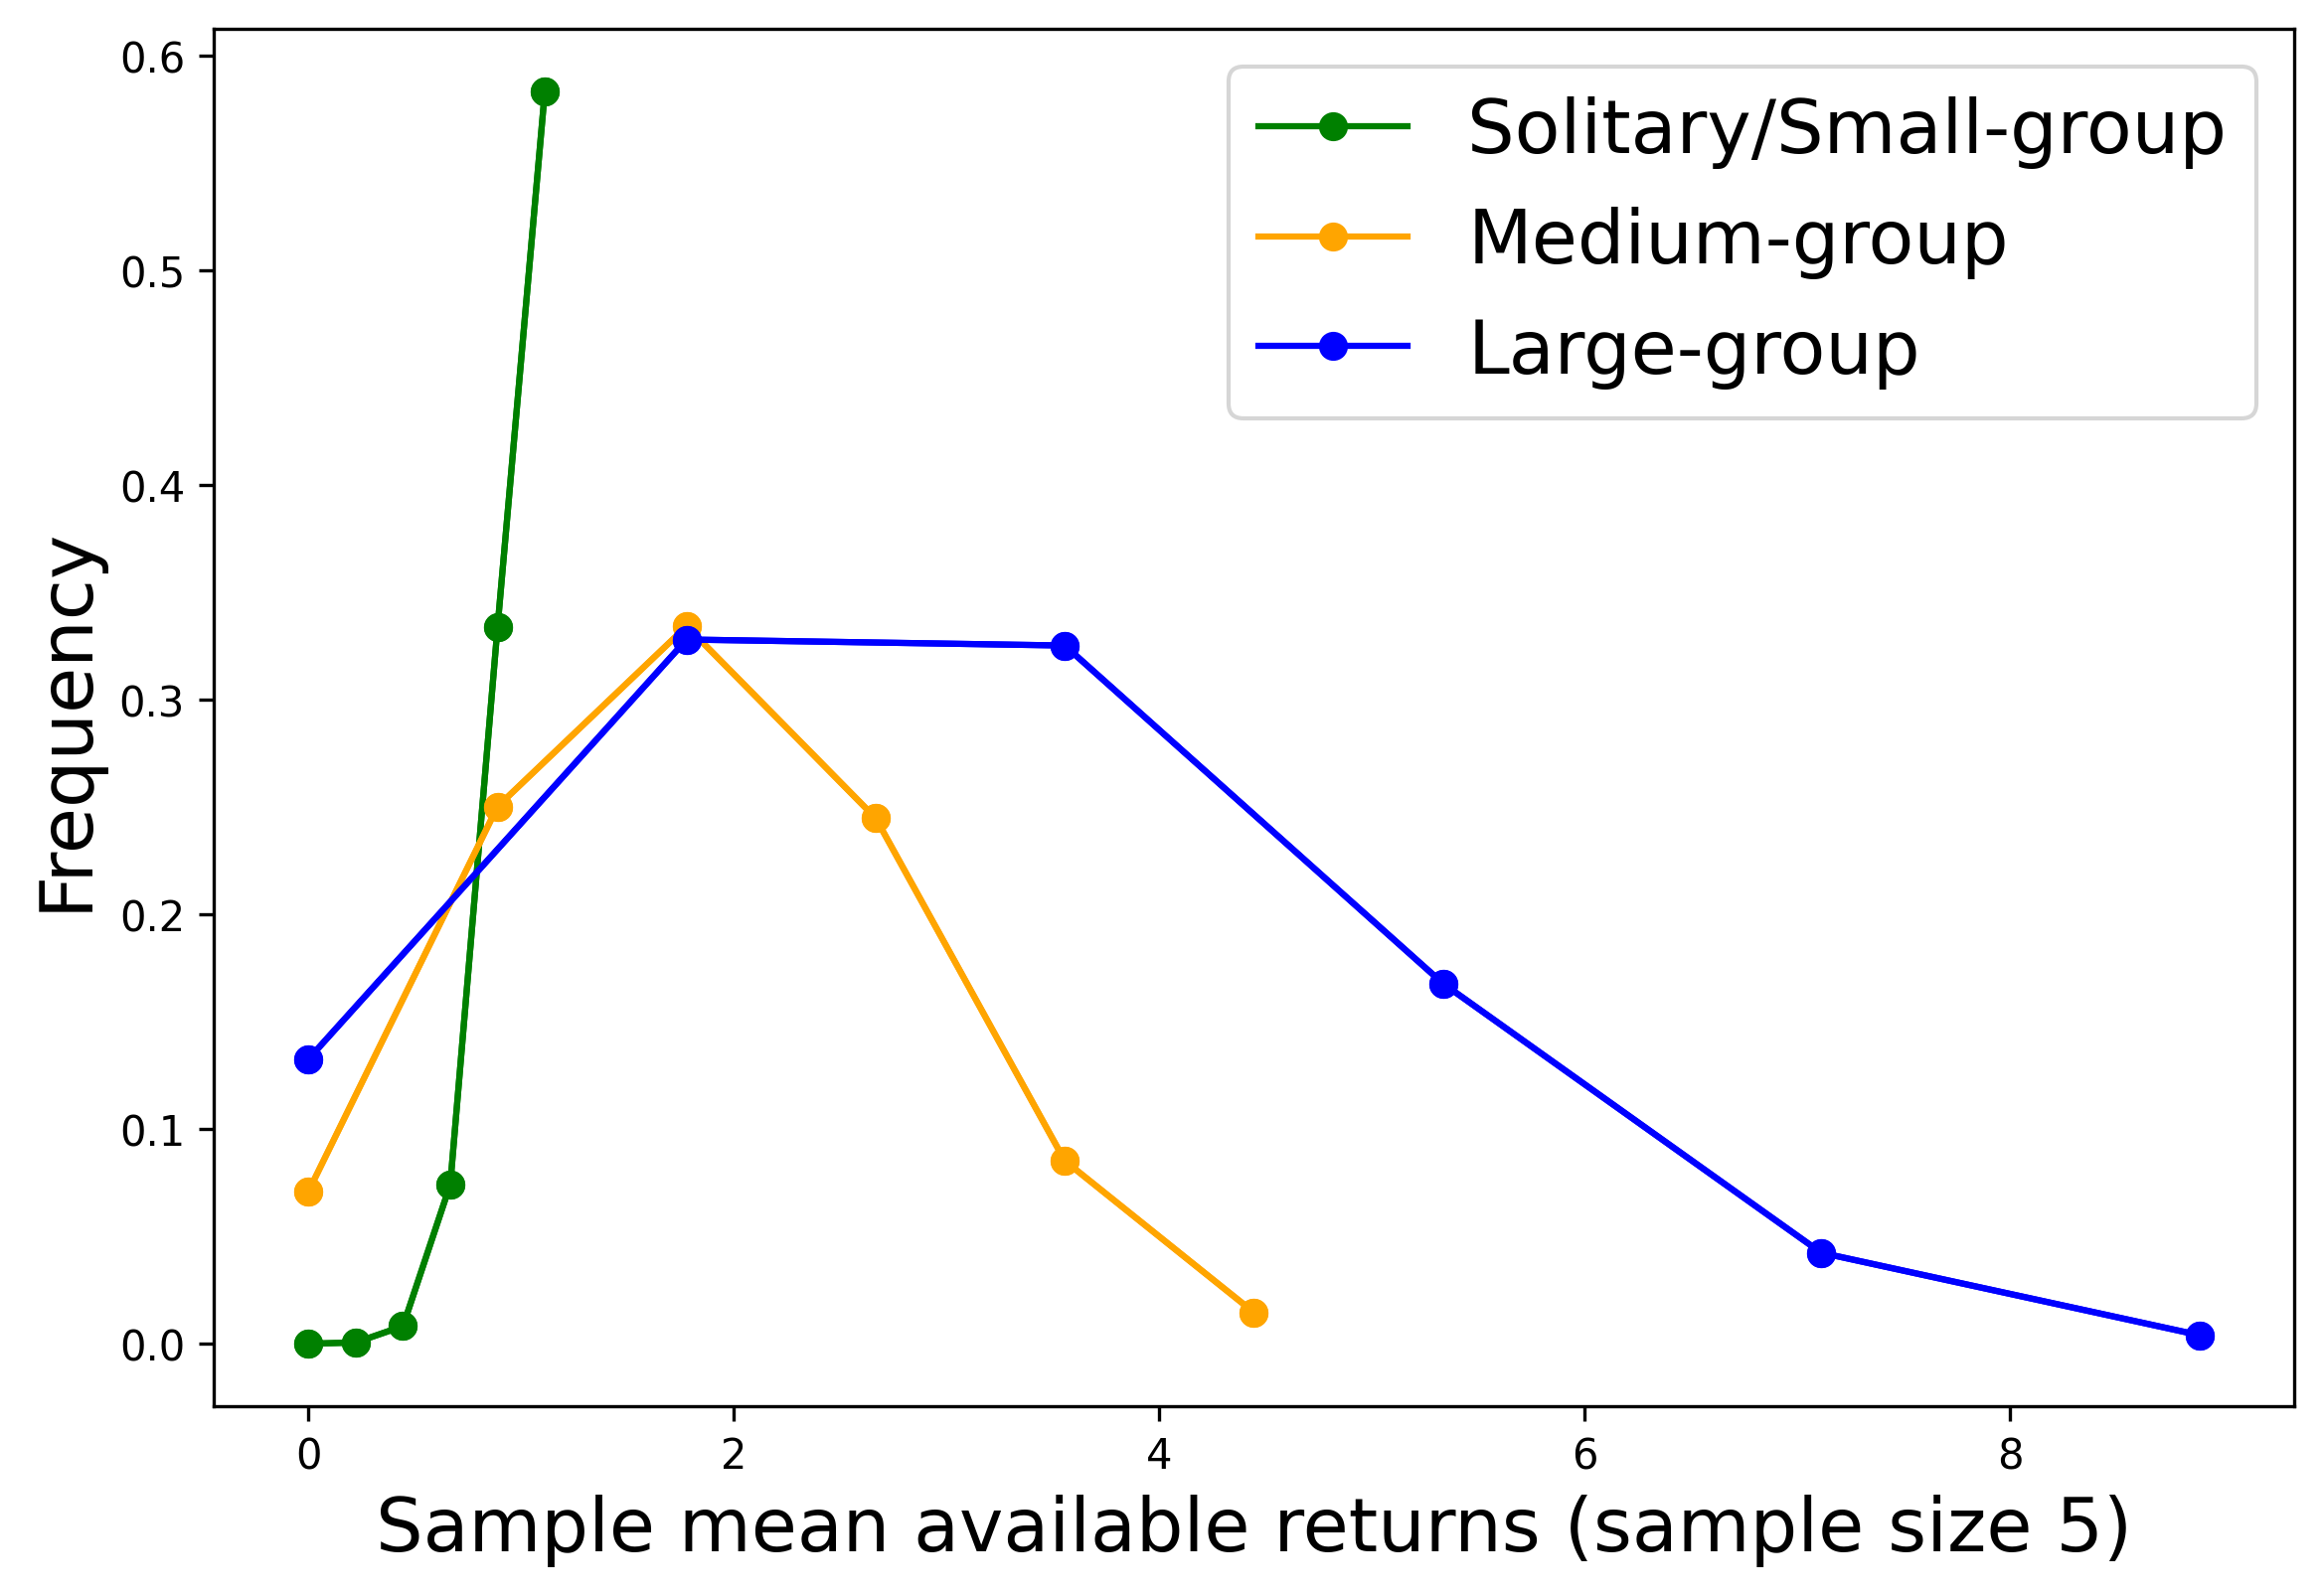 0.6
0.5
0.4
0.3
0.2
0.1
0.0
Frequency
Solitary/Small-group
Medium-group
Large-group
0 2 4 6 8
Sample mean available returns (sample size 5)